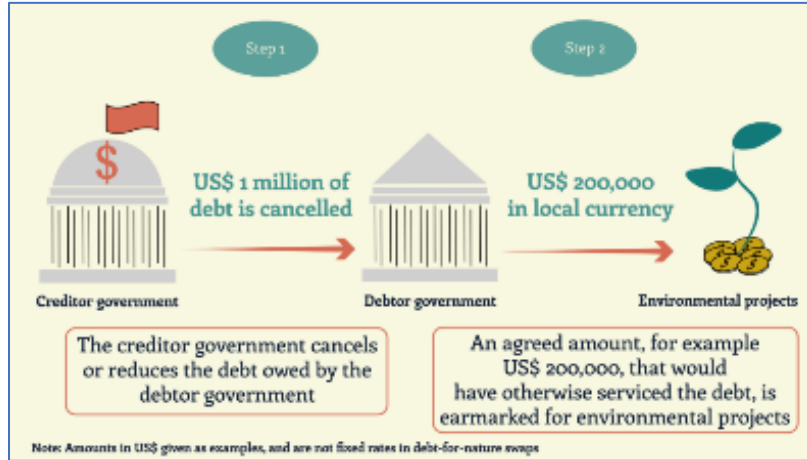 Step 1
Step 2
$
US$ 1 million of
debt is cancelled
US$ 200,000
in local currency
Creditor government
Debtor government
Environmental projects
The creditor government cancels
or reduces the debt owed by the
debtor government
An agreed amount, for example
US$ 200,000, that would
have otherwise serviced the debt, is
earmarked for environmental projects
Note: Amounts in US$ given as examples, and are not fixed rates in debt-for-nature swaps